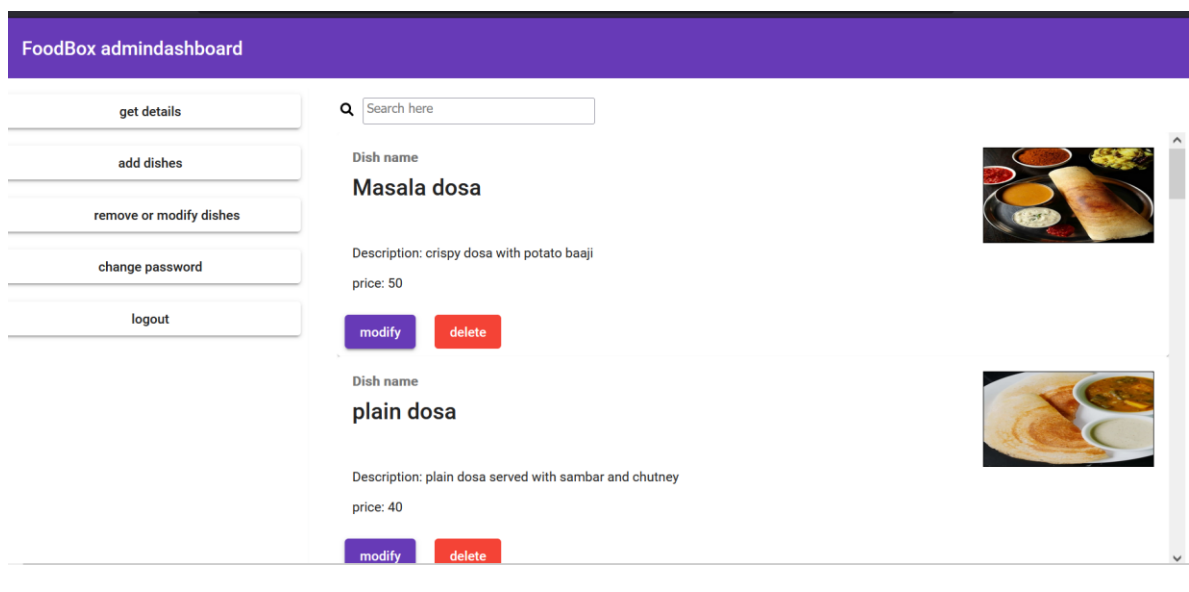 FoodBox admindashboard
get details
add dishes
remove or modify dishes
change password
logout
Search here
Dish name
Masala dosa
Description: crispy dosa with potato baaji
price: 50
modify
delete
Dish name
plain dosa
Description: plain dosa served with sambar and chutney
price: 40
modify
delete